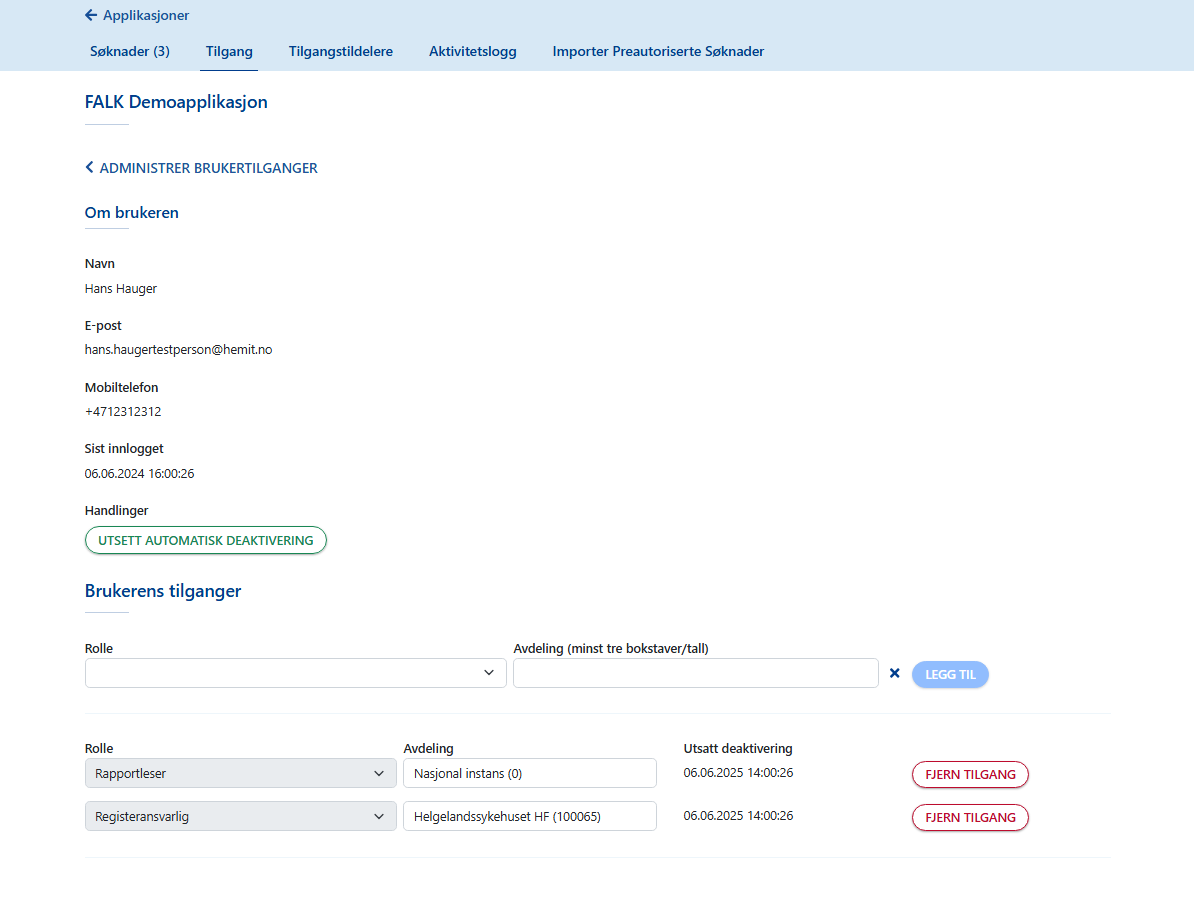 Applikasjoner
Søknader (3) Tilgang Tilgangstildelere Aktivitetslogg Importer Preautoriserte Søknader
FALK Demoapplikasjon
ADMINISTRER BRUKERTILGANGER
Om brukeren
Navn
Hans Hauger
E-post
hans.haugertestperson@hemit.no
Mobiltelefon
+4712312312
Sist innlogget
06.06.2024 16:00:26
Handlinger
UTSETT AUTOMATISK DEAKTIVERING
Brukerens tilganger
Rolle Avdeling (minst tre bokstaver/tall)
LEGG TIL
Rolle Avdeling Utsatt deaktivering
Rapportleser Nasjonal instans (0) 06.06.2025 14:00:26 FJERN TILGANG
Registeransvarlig Helgelandssykehuset HF (100065) 06.06.2025 14:00:26 FJERN TILGANG